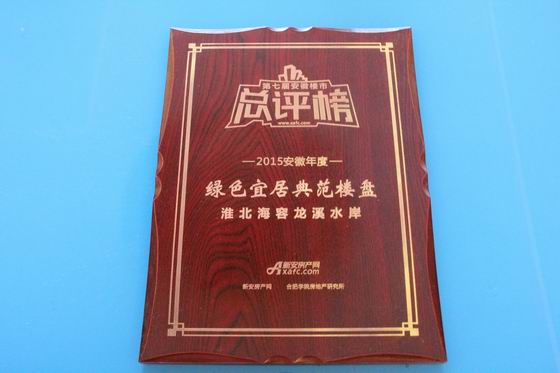 第七届安徽楼市
总评榜
www.axfc.com
—2015安徽年度—
绿色宜居典范楼盘
淮北海容龙溪水岸
新安房产网
Axafc.com
新安房产网 合肥学院房地产研究所